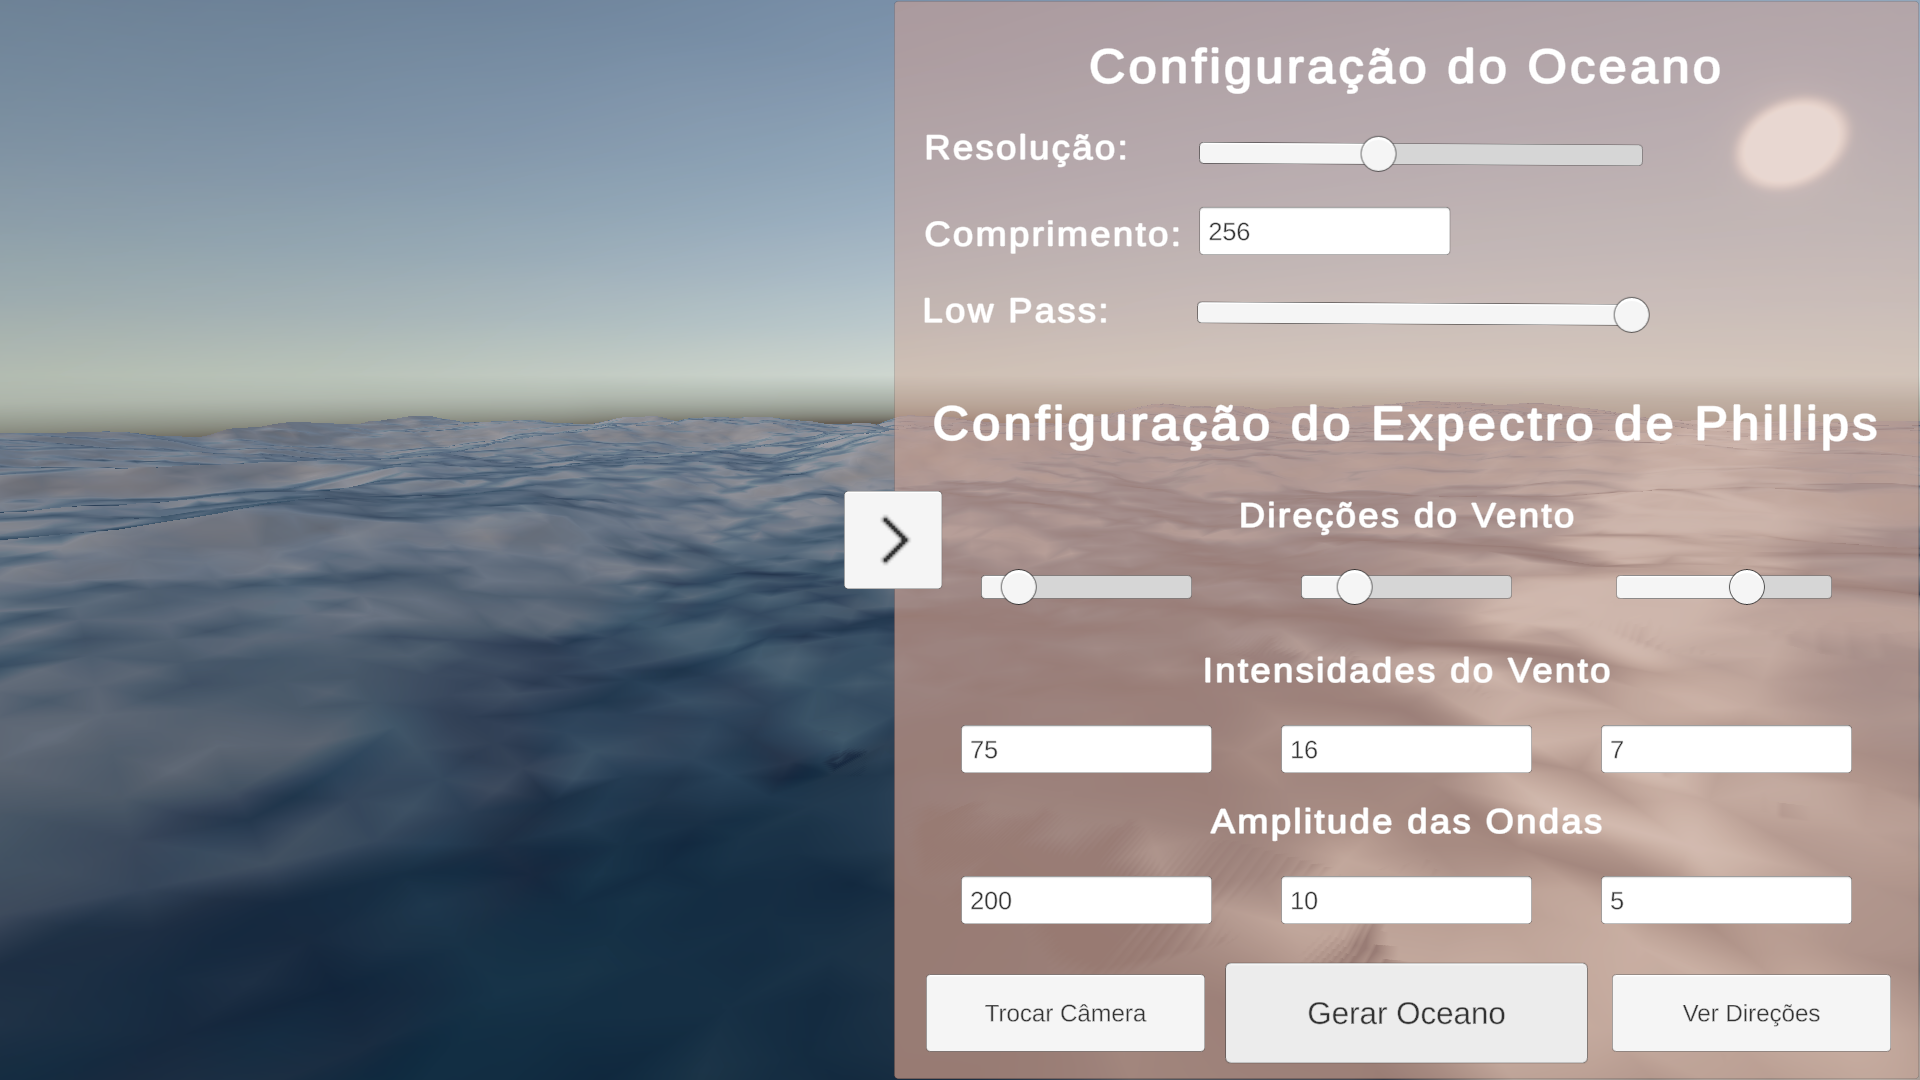 Configuração do Oceano
Resolução:
Comprimento: 256
Low Pass:
Configuração do Expectro de Phillips
Direções do Vento
Intensidades do Vento
75 16 7
Amplitude das Ondas
200 10 5
Trocar Câmera Gerar Oceano Ver Direções